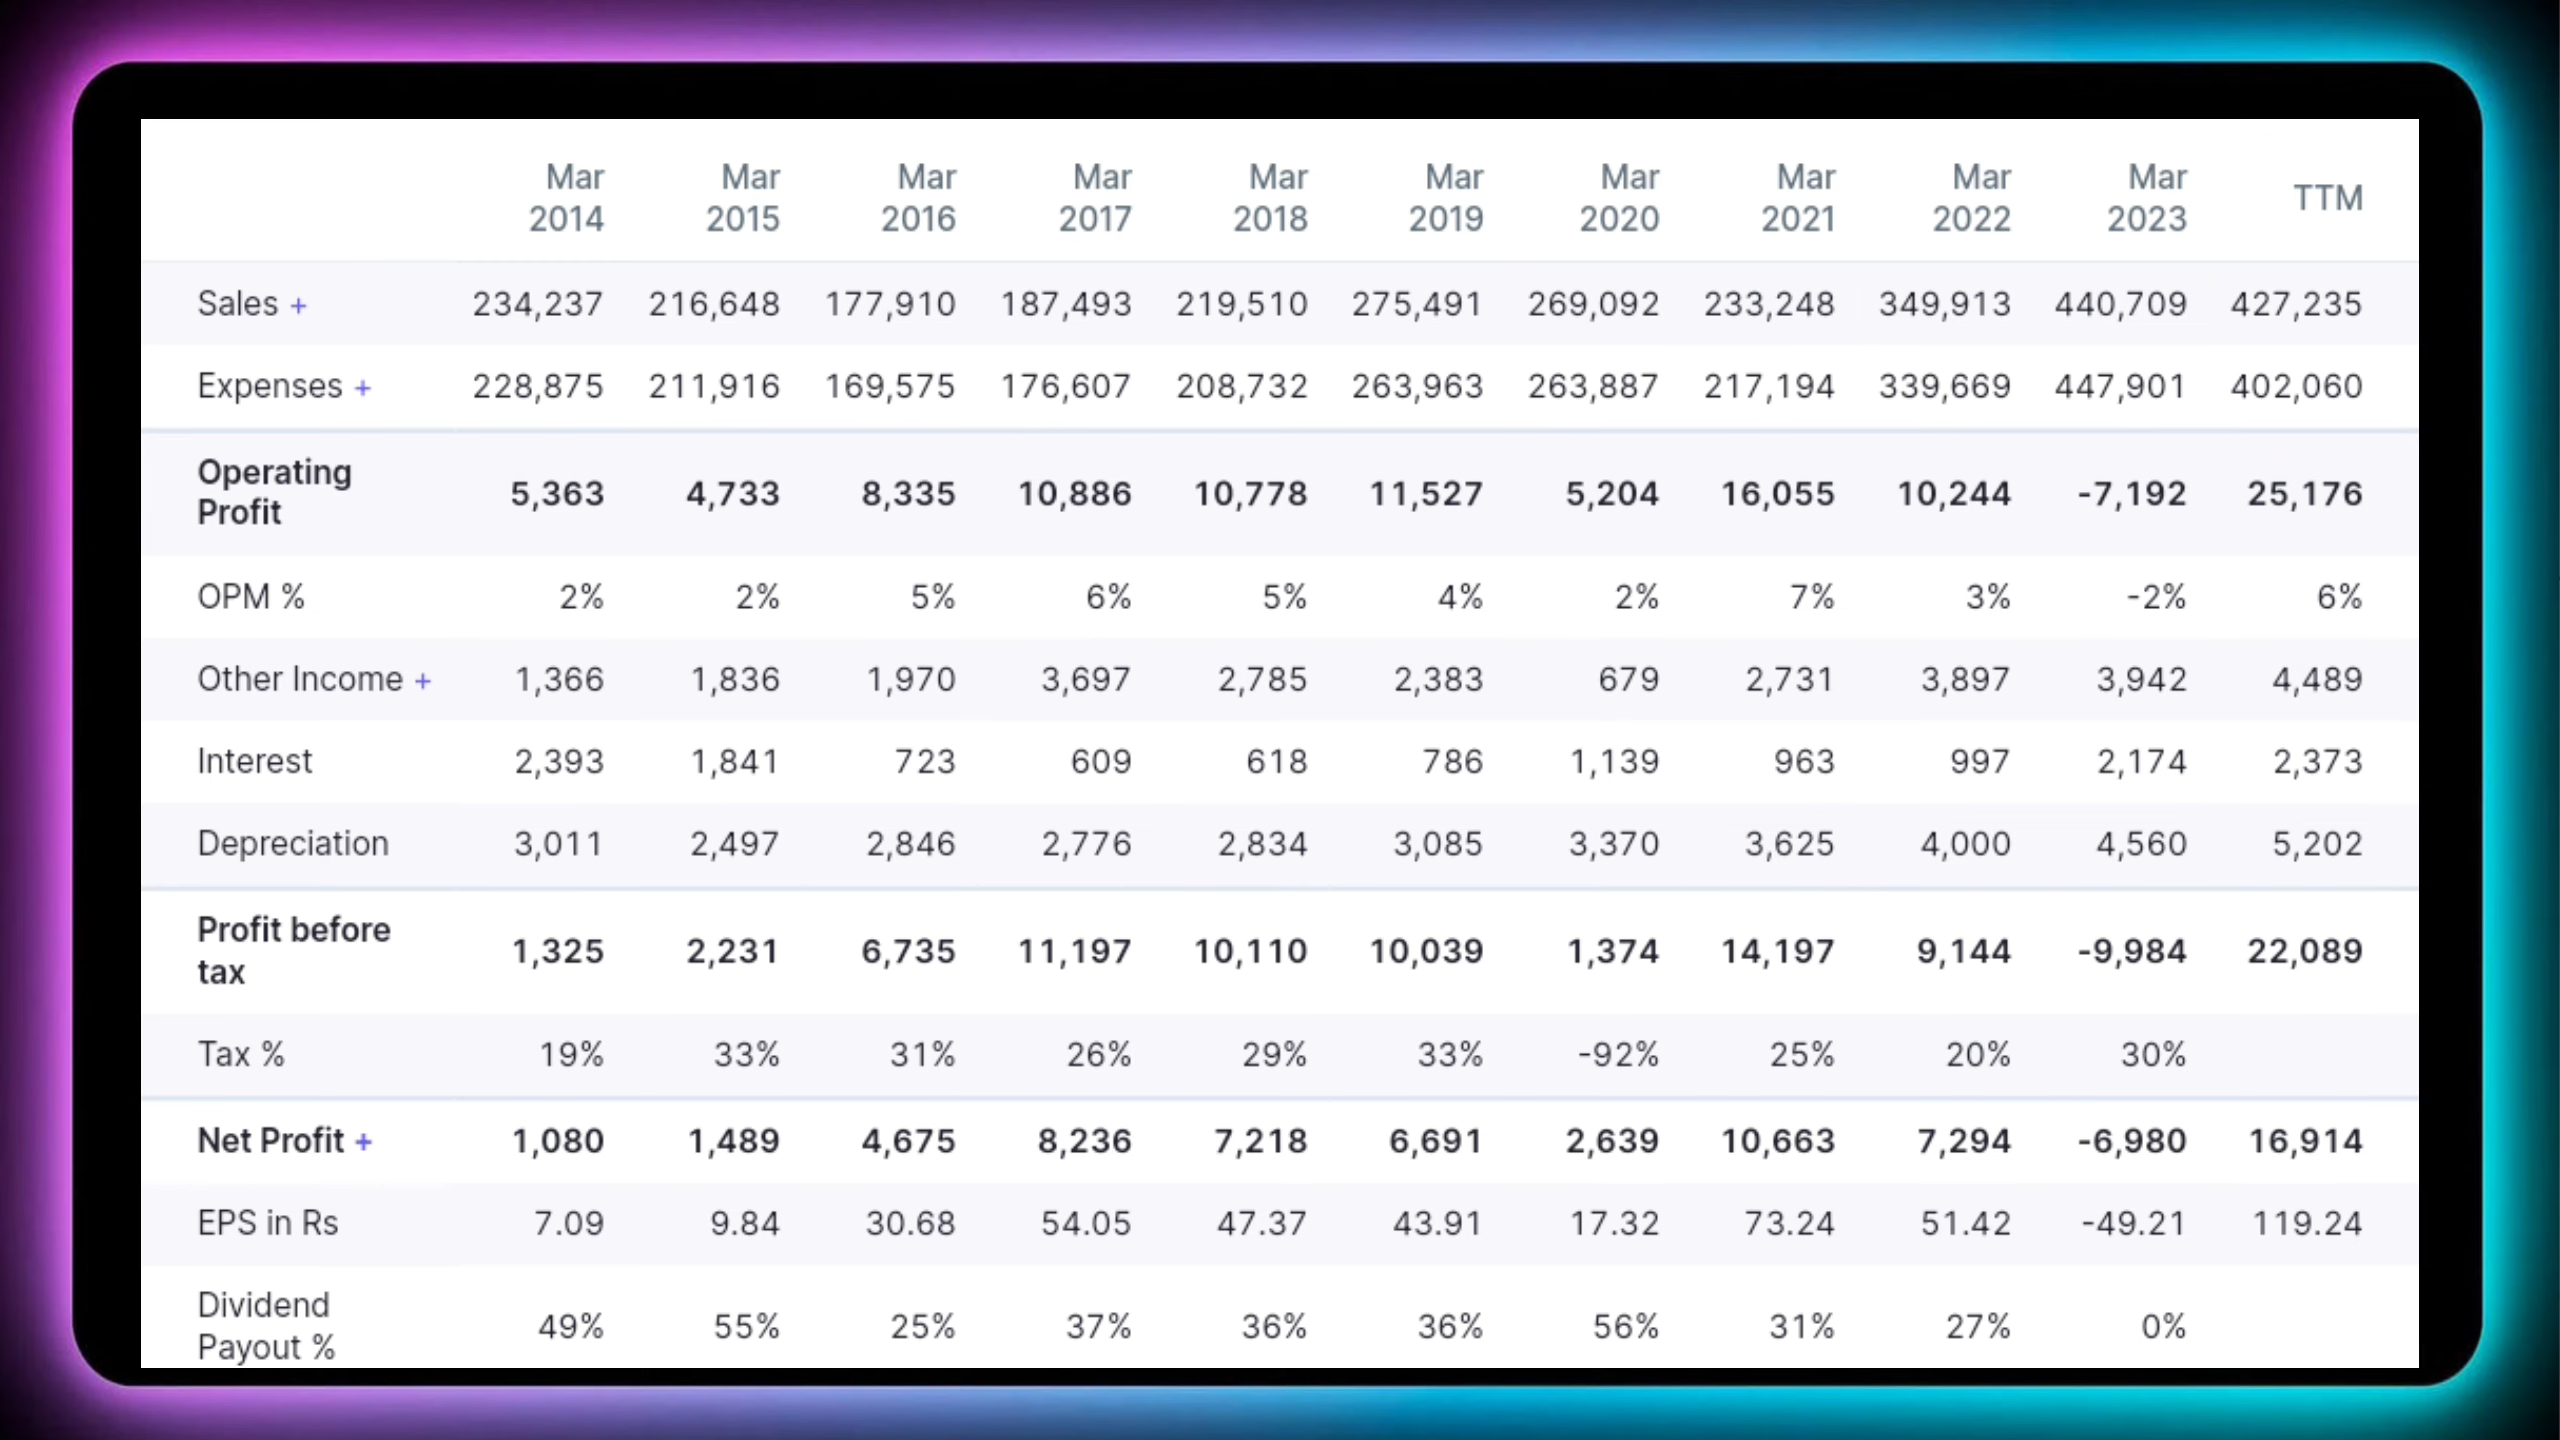 Mar 2014 Mar 2015 Mar 2016 Mar 2017 Mar 2018 Mar 2019 Mar 2020 Mar 2021 Mar 2022 Mar 2023 TTM
Sales + 234,237 216,648 177,910 187,493 219,510 275,491 269,092 233,248 349,913 440,709 427,235
Expenses + 228,875 211,916 169,575 176,607 208,732 263,963 263,887 217,194 339,669 447,901 402,060
Operating Profit 5,363 4,733 8,335 10,886 10,778 11,527 5,204 16,055 10,244 -7,192 25,176
OPM % 2% 2% 5% 6% 5% 4% 2% 7% 3% -2% 6%
Other Income + 1,366 1,836 1,970 3,697 2,785 2,383 679 2,731 3,897 3,942 4,489
Interest 2,393 1,841 723 609 618 786 1,139 963 997 2,174 2,373
Depreciation 3,011 2,497 2,846 2,776 2,834 3,085 3,370 3,625 4,000 4,560 5,202
Profit before tax 1,325 2,231 6,735 11,197 10,110 10,039 1,374 14,197 9,144 -9,984 22,089
Tax % 19% 33% 31% 26% 29% 33% -92% 25% 20% 30%
Net Profit + 1,080 1,489 4,675 8,236 7,218 6,691 2,639 10,663 7,294 -6,980 16,914
EPS in Rs 7.09 9.84 30.68 54.05 47.37 43.91 17.32 73.24 51.42 -49.21 119.24
Dividend Payout % 49% 55% 25% 37% 36% 36% 56% 31% 27% 0%